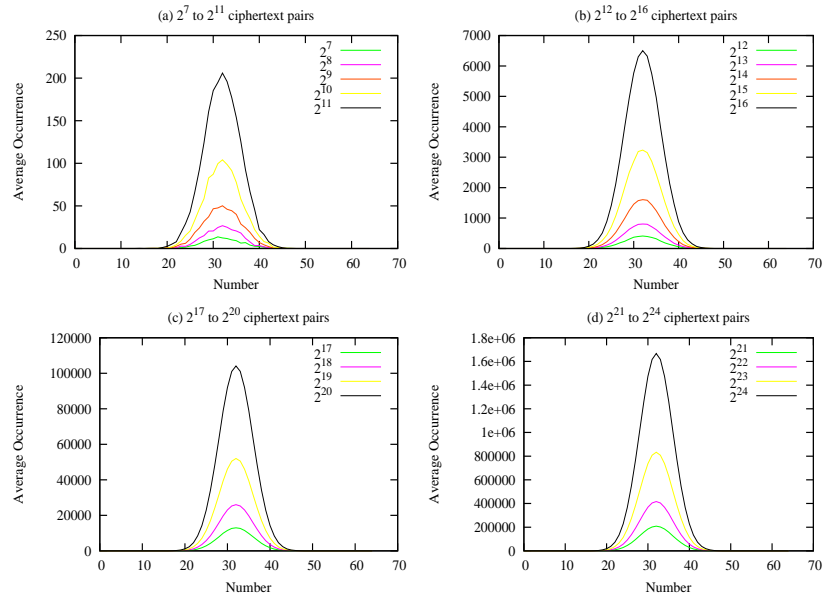 (a) 2^7 to 2^11 ciphertext pairs
250
200
150
100
50
0
0 10 20 30 40 50 60 70
Average Occurrence
Number
2^7
2^8
2^9
2^10
2^11
(b) 2^12 to 2^16 ciphertext pairs
7000
6000
5000
4000
3000
2000
1000
0
0 10 20 30 40 50 60 70
Average Occurrence
Number
2^12
2^13
2^14
2^15
2^16
(c) 2^17 to 2^20 ciphertext pairs
120000
100000
80000
60000
40000
20000
0
0 10 20 30 40 50 60 70
Average Occurrence
Number
2^17
2^18
2^19
2^20
(d) 2^21 to 2^24 ciphertext pairs
1.8e+06
1.6e+06
1.4e+06
1.2e+06
1e+06
800000
600000
400000
200000
0
0 10 20 30 40 50 60 70
Average Occurrence
Number
2^21
2^22
2^23
2^24